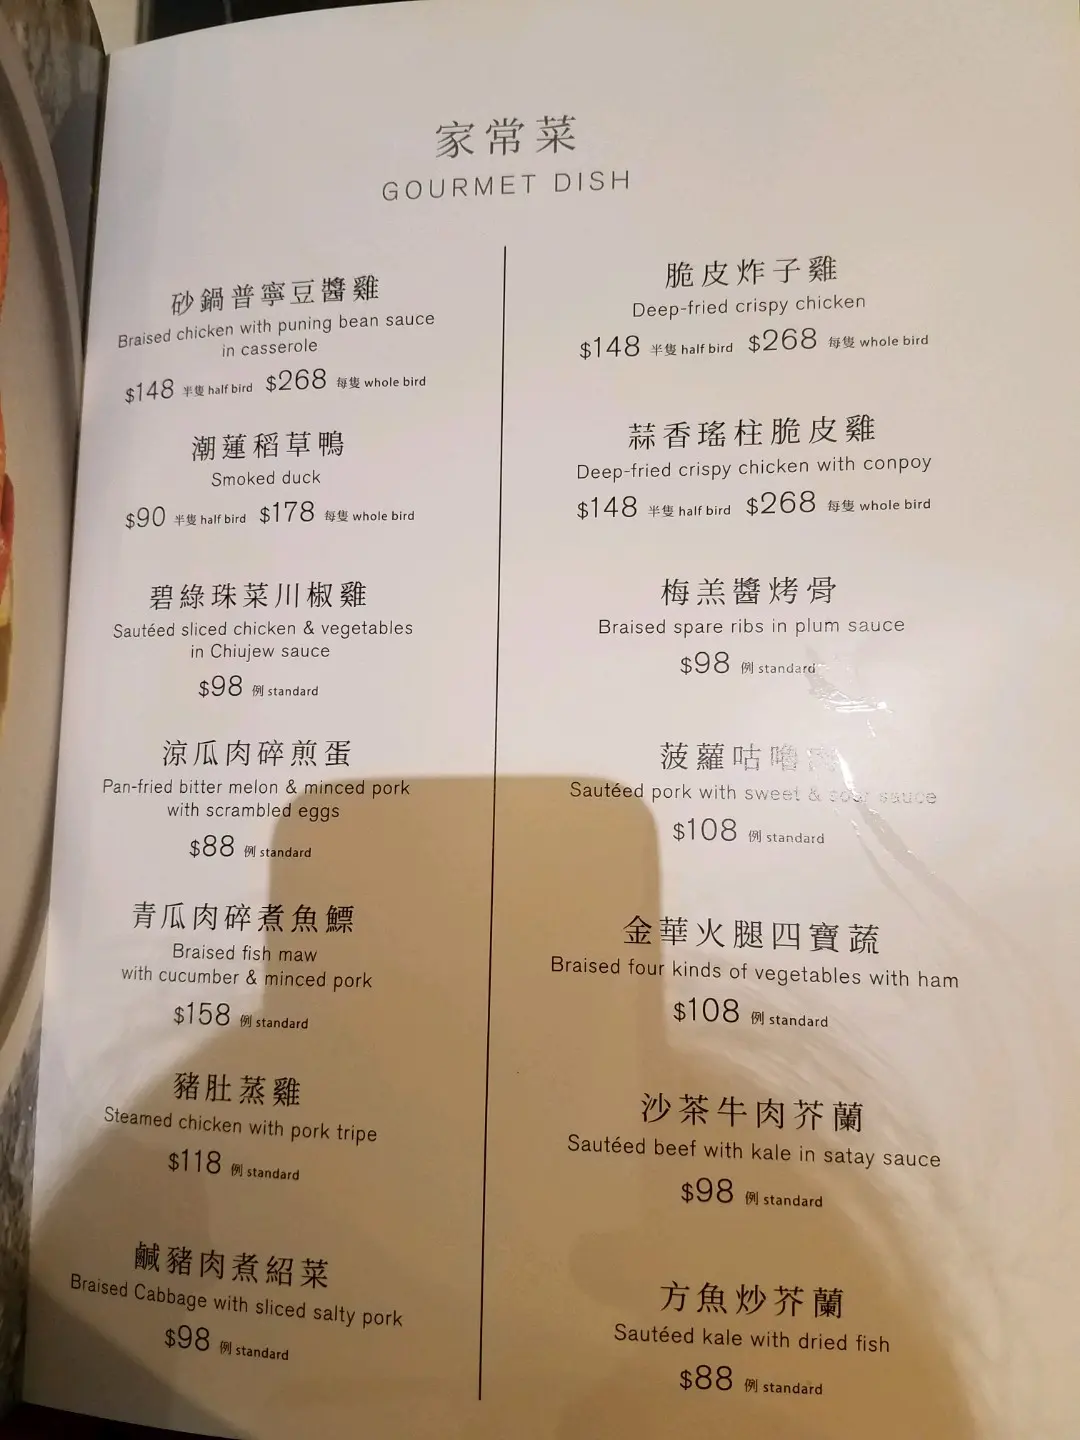 家常菜
GOURMET DISH
砂鍋普寧豆醬雞
Braised chicken with puning bean sauce
in casserole
$148 半隻 half bird $268 每隻 whole bird
潮蓮稻草鴨
Smoked duck
$90 半隻 half bird $178 每隻 whole bird
碧綠珠菜川椒雞
Sautéed sliced chicken & vegetables
in Chiujew sauce
$98 例 standard
涼瓜肉碎煎蛋
Pan-fried bitter melon & minced pork
with scrambled eggs
$88 例 standard
青瓜肉碎煮魚鰾
Braised fish maw
with cucumber & minced pork
$158 例 standard
豬肚蒸雞
Steamed chicken with pork tripe
$118 例 standard
鹹豬肉煮紹菜
Braised Cabbage with sliced salty pork
$98 例 standard
脆皮炸子雞
Deep-fried crispy chicken
$148 半隻 half bird $268 每隻 whole bird
蒜香瑤柱脆皮雞
Deep-fried crispy chicken with conpoy
$148 半隻 half bird $268 每隻 whole bird
梅羔醬烤骨
Braised spare ribs in plum sauce
$98 例 standard
菠蘿咕嚕
Sautéed pork with sweet & sour sauce
$108 例 standard
金華火腿四寶蔬
Braised four kinds of vegetables with ham
$108 例 standard
沙茶牛肉芥蘭
Sautéed beef with kale in satay sauce
$98 例 standard
方魚炒芥蘭
Sautéed kale with dried fish
$88 例 standard